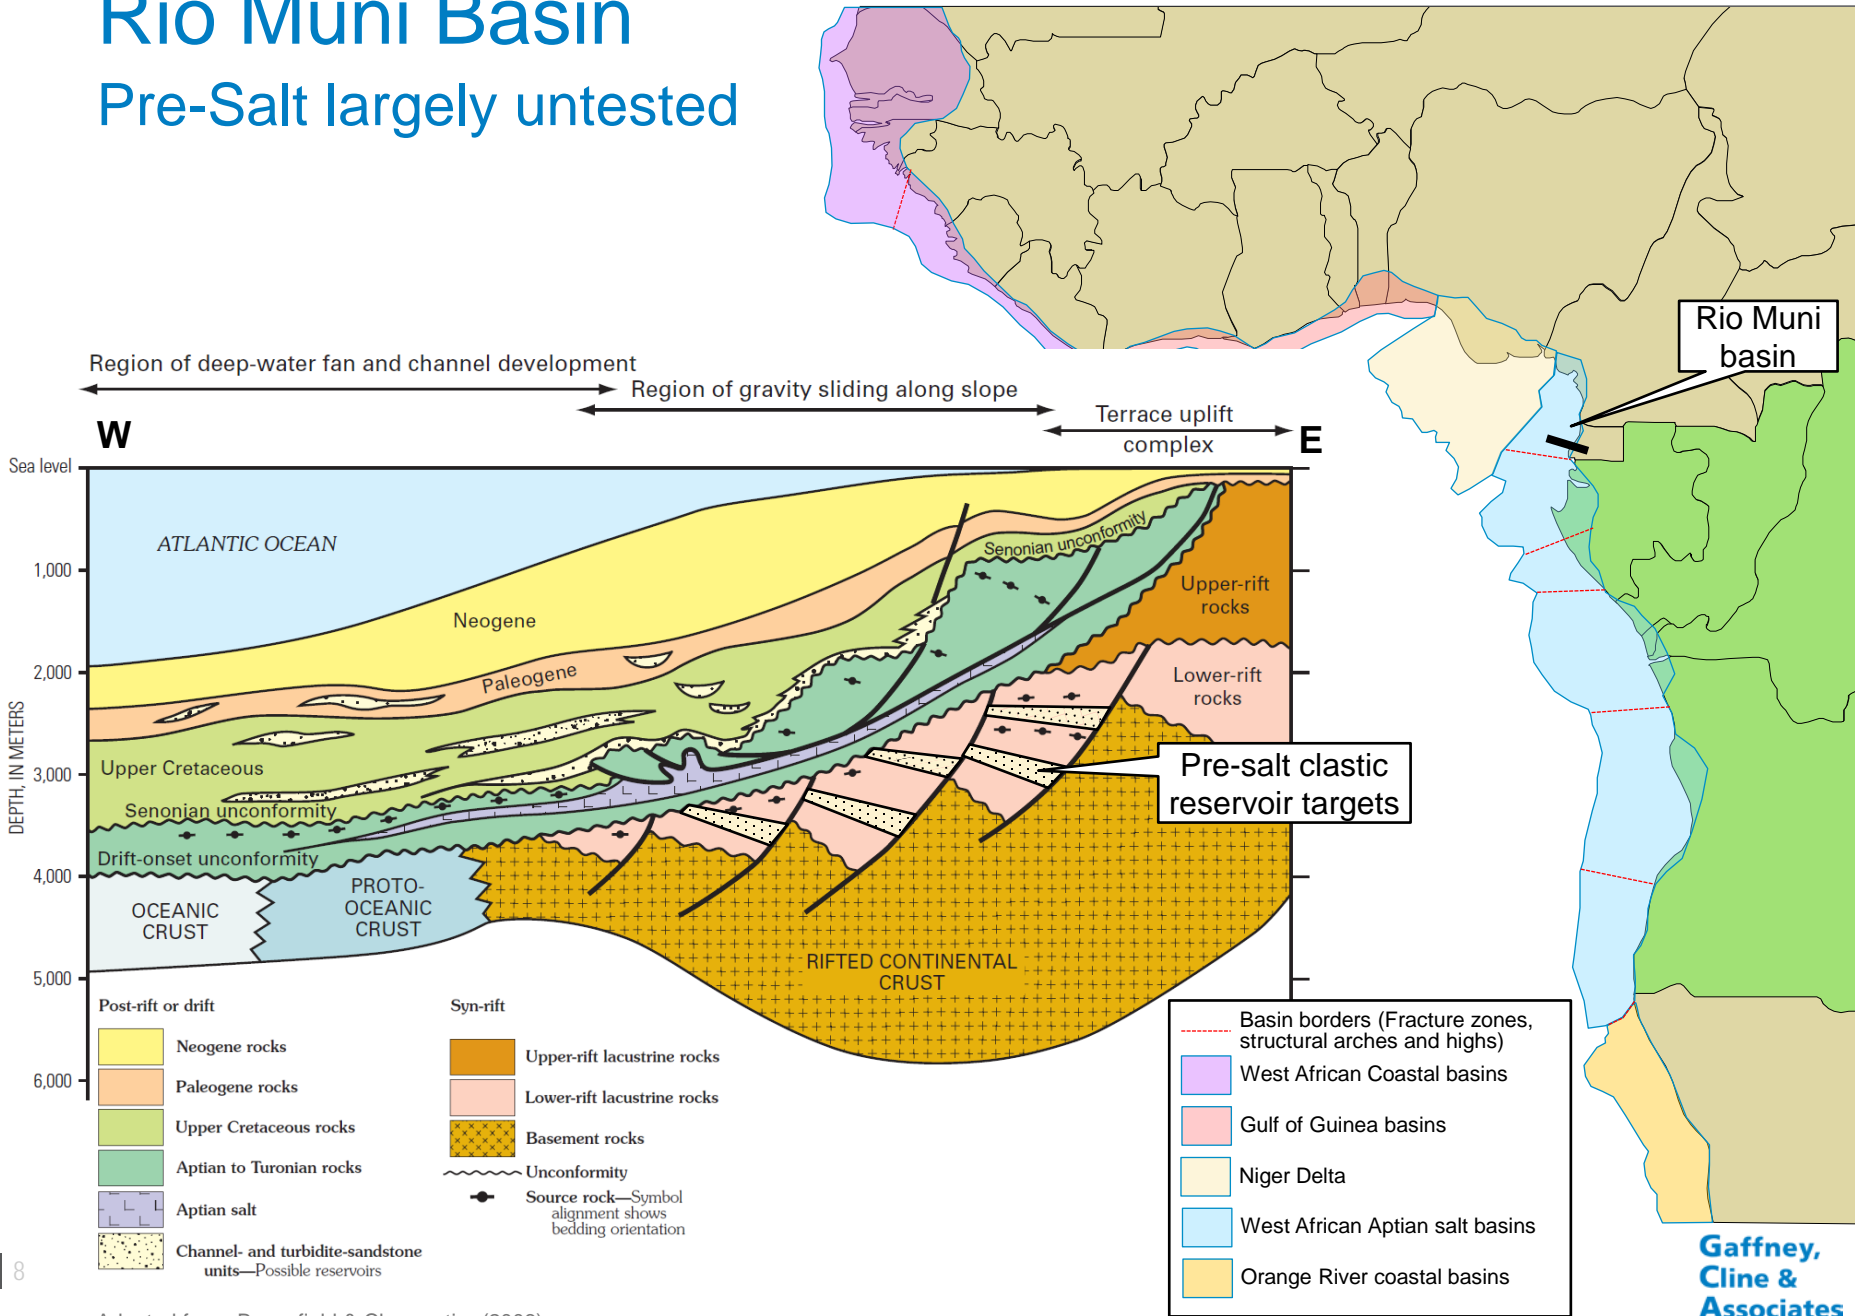 Rio Muni Basin
Pre-Salt largely untested
Rio Muni
basin
Region of deep-water fan and channel development
Region of gravity sliding along slope
Terrace uplift
complex
W
E
Sea level
1,000
2,000
3,000
4,000
5,000
6,000
DEPTH, IN METERS
ATLANTIC OCEAN
Neogene
Paleogene
Upper Cretaceous
Senonian unconformity
Drift-onset unconformity
Senonian unconformity
Upper-rift
rocks
Lower-rift
rocks
Pre-salt clastic
reservoir targets
OCEANIC
CRUST
PROTO-
OCEANIC
CRUST
RIFTED CONTINENTAL
CRUST
Post-rift or drift
Neogene rocks
Paleogene rocks
Upper Cretaceous rocks
Aptian to Turonian rocks
Aptian salt
Channel- and turbidite-sandstone
units—Possible reservoirs
Syn-rift
Upper-rift lacustrine rocks
Lower-rift lacustrine rocks
Basement rocks
Unconformity
Source rock—Symbol
alignment shows
bedding orientation
Basin borders (Fracture zones,
structural arches and highs)
West African Coastal basins
Gulf of Guinea basins
Niger Delta
West African Aptian salt basins
Orange River coastal basins
Gaffney,
Cline &
Associates
8